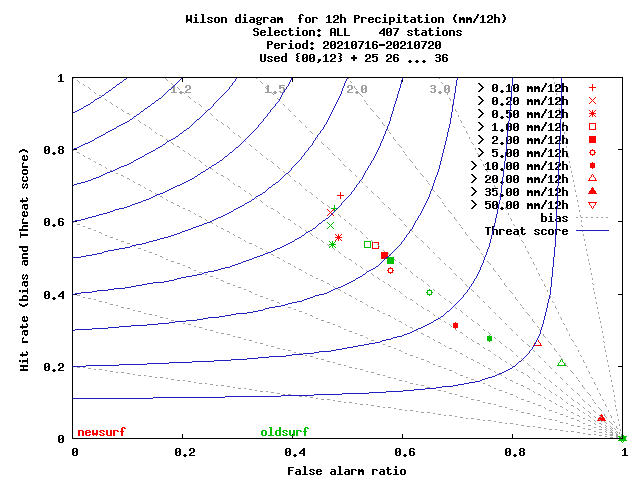 Wilson diagram  for 12h Precipitation (mm/12h)
Selection: ALL    407 stations
Period: 20210716-20210720
Used {00,12} + 25 26 ... 36
1
0.8
0.6
0.4
0.2
0
Hit rate (bias and Threat score)
1.2
1.5
2.0
3.0
> 0.10 mm/12h
> 0.20 mm/12h
> 0.50 mm/12h
> 1.00 mm/12h
> 2.00 mm/12h
> 5.00 mm/12h
> 10.00 mm/12h
> 20.00 mm/12h
> 35.00 mm/12h
> 50.00 mm/12h
bias
Threat score
newsurf
oldsurf
0
0.2
0.4
0.6
0.8
1
False alarm ratio